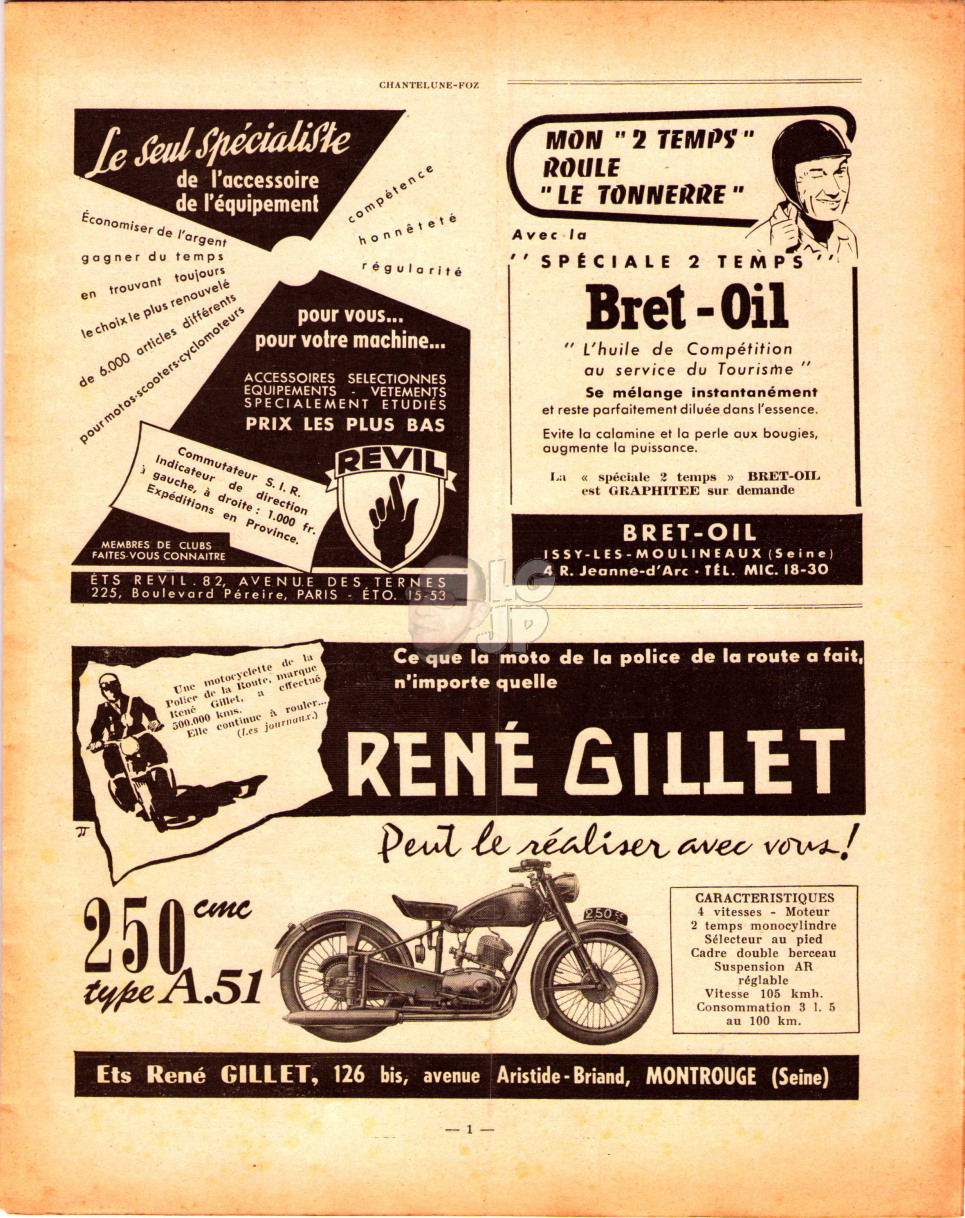 CHANTELUNE-FOZ
Le seul spécialiste
de l'accessoire
de l'équipement
Économiser de l'argent
gagner du temps
en trouvant toujours
le choix le plus renouvelé
de 6.000 articles différents
pour motos-scooters-cyclomoteurs
compétence
honnêteté
régularité
pour vous...
pour votre machine...
ACCESSOIRES SELECTIONNES
EQUIPEMENTS - VETEMENTS
SPECIALEMENT ETUDIÉS
PRIX LES PLUS BAS
Commutateur S.I.R.
Indicateur de direction
à gauche, à droite : 1.000 fr.
Expéditions en Province.
REVIL
MEMBRES DE CLUBS
FAITES-VOUS CONNAITRE
ÉTS REVIL. 82, AVENUE DES TERNES
225, Boulevard Péreire, PARIS - ÉTO. 15-53
MON "2 TEMPS"
ROULE
"LE TONNERRE"
Avec la
"SPÉCIALE 2 TEMPS"
Bret-Oil
"L'huile de Compétition
au service du Tourisme"
Se mélange instantanément
et reste parfaitement diluée dans l'essence.
Evite la calamine et la perle aux bougies,
augmente la puissance.
La « spéciale 2 temps » BRET-OIL
est GRAPHITEE sur demande
BRET-OIL
ISSY-LES-MOULINEAUX (Seine)
4 R. Jeanne-d'Arc - TÉL. MIC. 18-30
LG
JP
Une motocyclette de la
Police de la Route, marque
René Gillet, a effectué
500.000 kms.
Elle continue à rouler...
(Les journaux.)
Ce que la moto de la police de la route a fait,
n'importe quelle
RENÉ GILLET
Peut le réaliser avec vous!
250 cmc
type A.51
250 cc
CARACTERISTIQUES
4 vitesses - Moteur
2 temps monocylindre
Sélecteur au pied
Cadre double berceau
Suspension AR
réglable
Vitesse 105 kmh.
Consommation 3 l. 5
au 100 km.
Ets René GILLET, 126 bis, avenue Aristide-Briand, MONTROUGE (Seine)
— 1 —